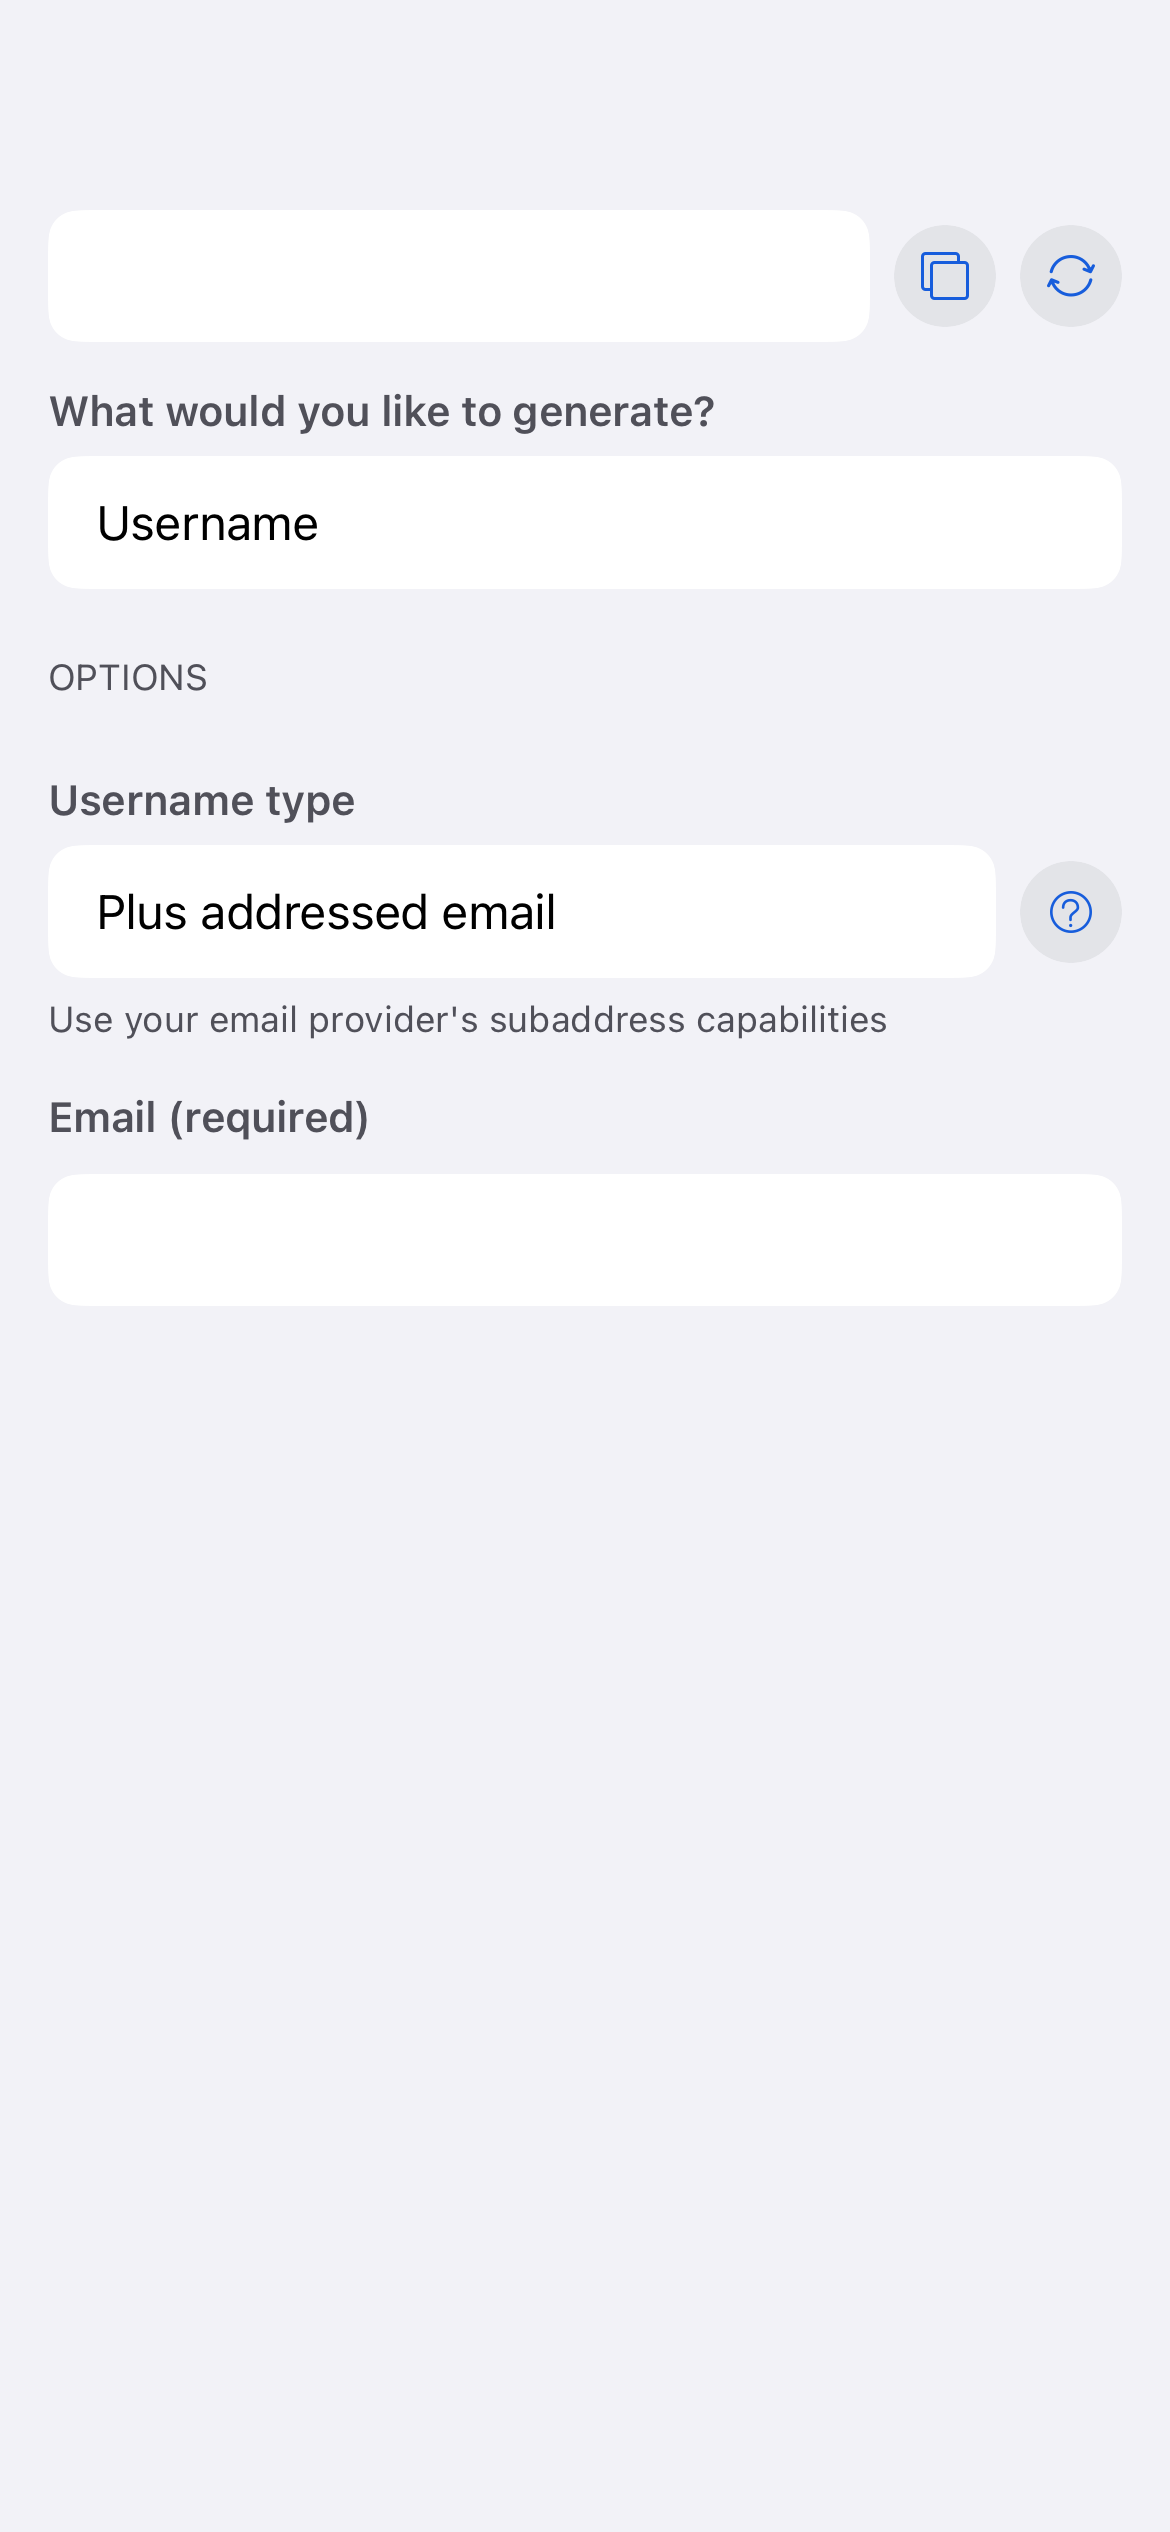 What would you like to generate?
Username
OPTIONS
Username type
Plus addressed email
Use your email provider's subaddress capabilities
Email (required)